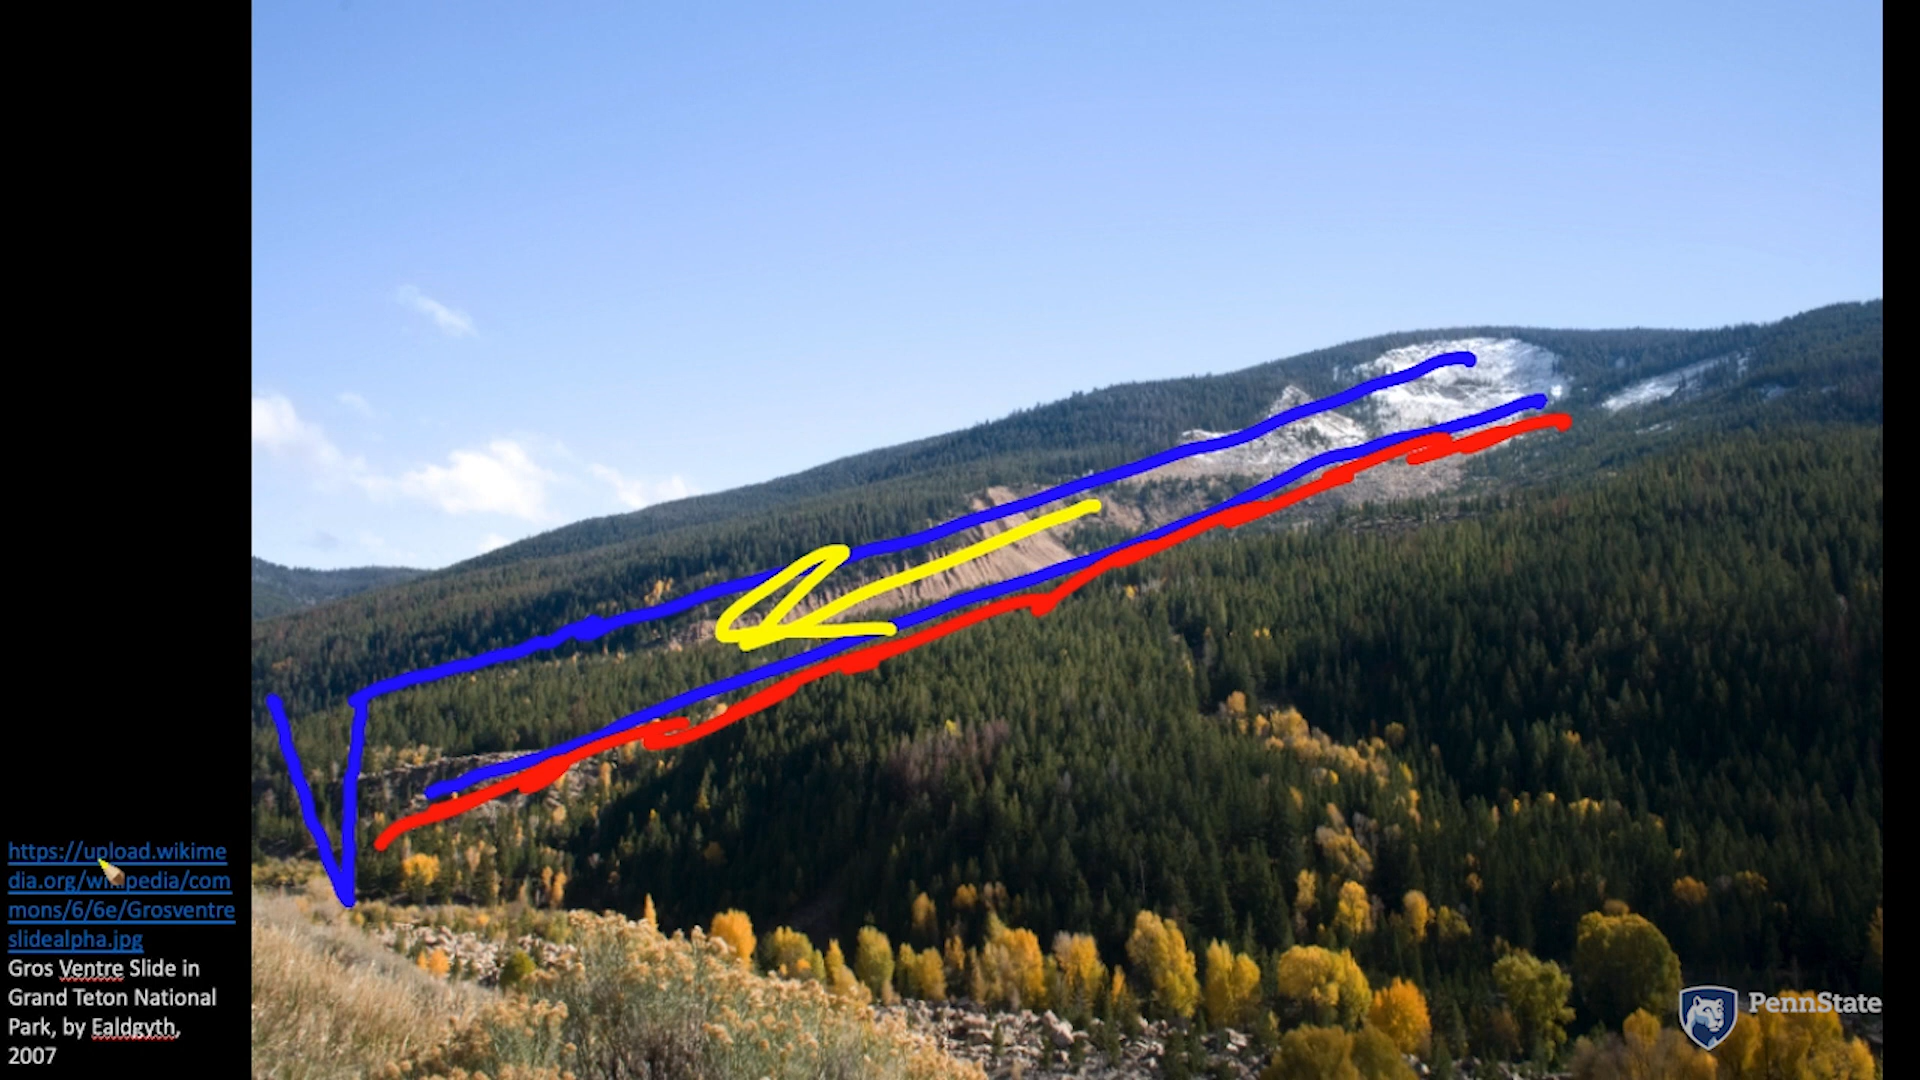 https://upload.wikime
dia.org/wikipedia/com
mons/6/6e/Grosventre
slidealpha.jpg
Gros Ventre Slide in
Grand Teton National
Park, by Ealdgyth,
2007
PennState